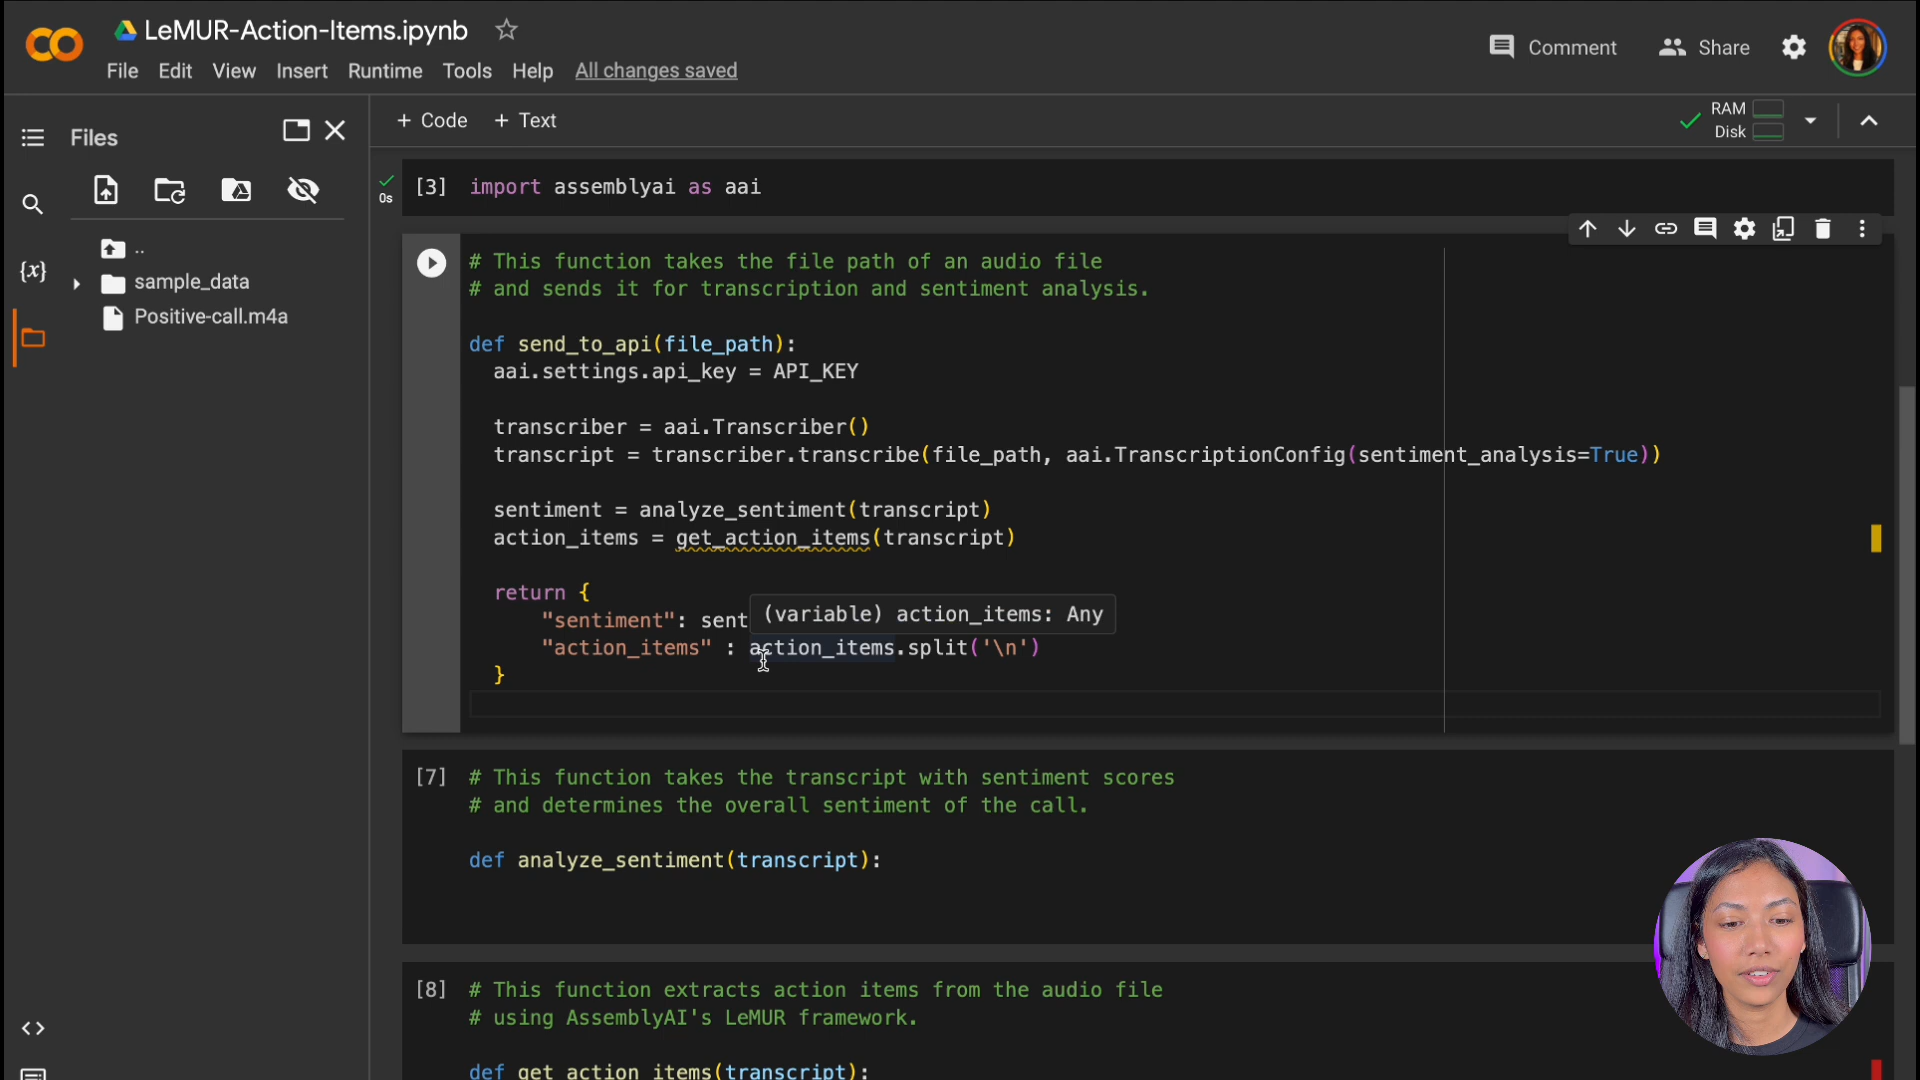 LeMUR-Action-Items.ipynb
File Edit View Insert Runtime Tools Help All changes saved
Comment Share
Files
+ Code + Text
RAM
Disk
..
sample_data
Positive-call.m4a
{x}
0s
[3] import assemblyai as aai
# This function takes the file path of an audio file
# and sends it for transcription and sentiment analysis.
def send_to_api(file_path):
aai.settings.api_key = API_KEY
transcriber = aai.Transcriber()
transcript = transcriber.transcribe(file_path, aai.TranscriptionConfig(sentiment_analysis=True))
sentiment = analyze_sentiment(transcript)
action_items = get_action_items(transcript)
return {
"sentiment": sent
(variable) action_items: Any
"action_items" : action_items.split('\n')
}
[7] # This function takes the transcript with sentiment scores
# and determines the overall sentiment of the call.
def analyze_sentiment(transcript):
[8] # This function extracts action items from the audio file
# using AssemblyAI's LeMUR framework.
def get_action_items(transcript):